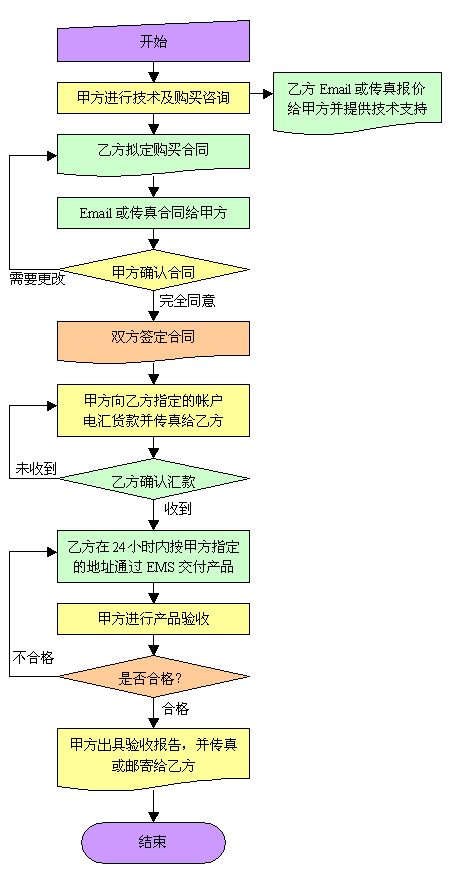 开始
甲方进行技术及购买咨询
乙方 Email 或传真报价
给甲方并提供技术支持
乙方拟定购买合同
Email 或传真合同给甲方
甲方确认合同
需要更改
完全同意
双方签定合同
甲方向乙方指定的帐户
电汇货款并传真给乙方
未收到
乙方确认汇款
收到
乙方在 24 小时内按甲方指定
的地址通过 EMS 交付产品
甲方进行产品验收
不合格
是否合格?
合格
甲方出具验收报告，并传真
或邮寄给乙方
结束